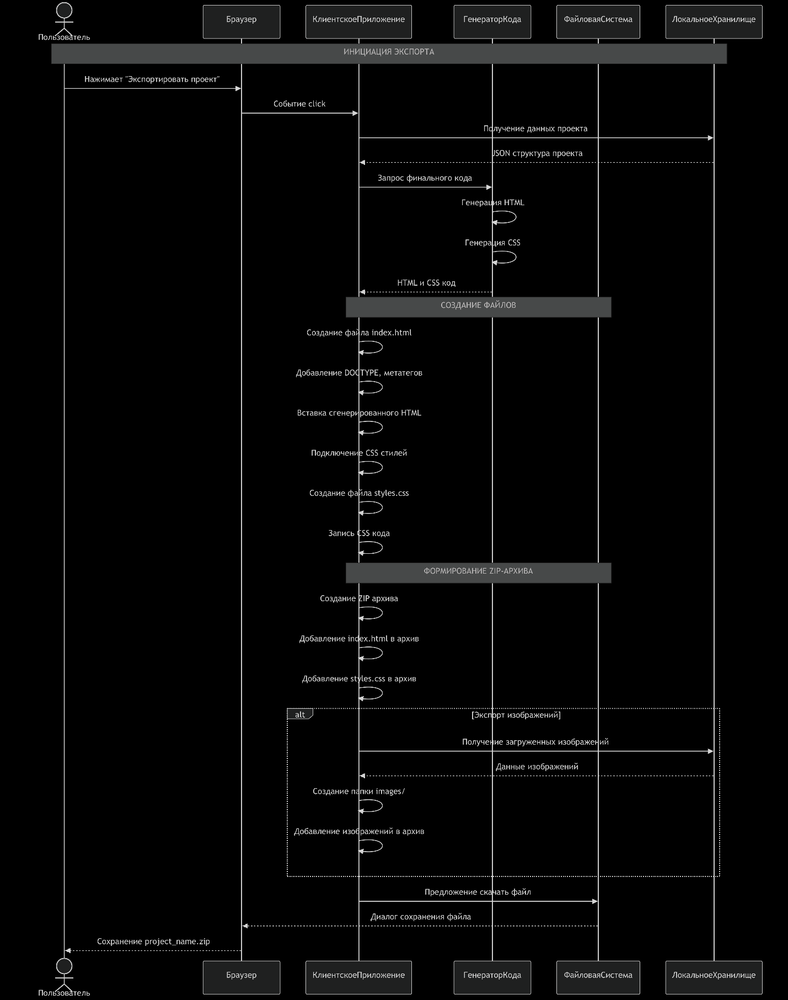 Пользователь
Браузер
КлиентскоеПриложение
ГенераторКода
ФайловаяСистема
ЛокальноеХранилище
ИНИЦИАЦИЯ ЭКСПОРТА
Нажимает "Экспортировать проект"
Событие click
Получение данных проекта
JSON структура проекта
Запрос финального кода
Генерация HTML
Генерация CSS
HTML и CSS код
СОЗДАНИЕ ФАЙЛОВ
Создание файла index.html
Добавление DOCTYPE, метатегов
Вставка сгенерированного HTML
Подключение CSS стилей
Создание файла styles.css
Запись CSS кода
ФОРМИРОВАНИЕ ZIP-АРХИВА
Создание ZIP архива
Добавление index.html в архив
Добавление styles.css в архив
alt
[Экспорт изображений]
Получение загруженных изображений
Данные изображений
Создание папки images/
Добавление изображений в архив
Предложение скачать файл
Диалог сохранения файла
Сохранение project_name.zip
Пользователь
Браузер
КлиентскоеПриложение
ГенераторКода
ФайловаяСистема
ЛокальноеХранилище